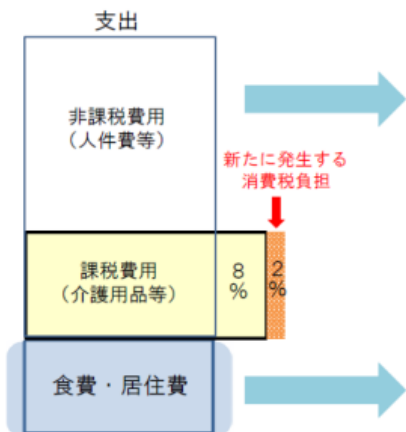 支出
非課税費用
（人件費等）
新たに発生する
消費税負担
課税費用
（介護用品等）
8
%
2
%
食費・居住費